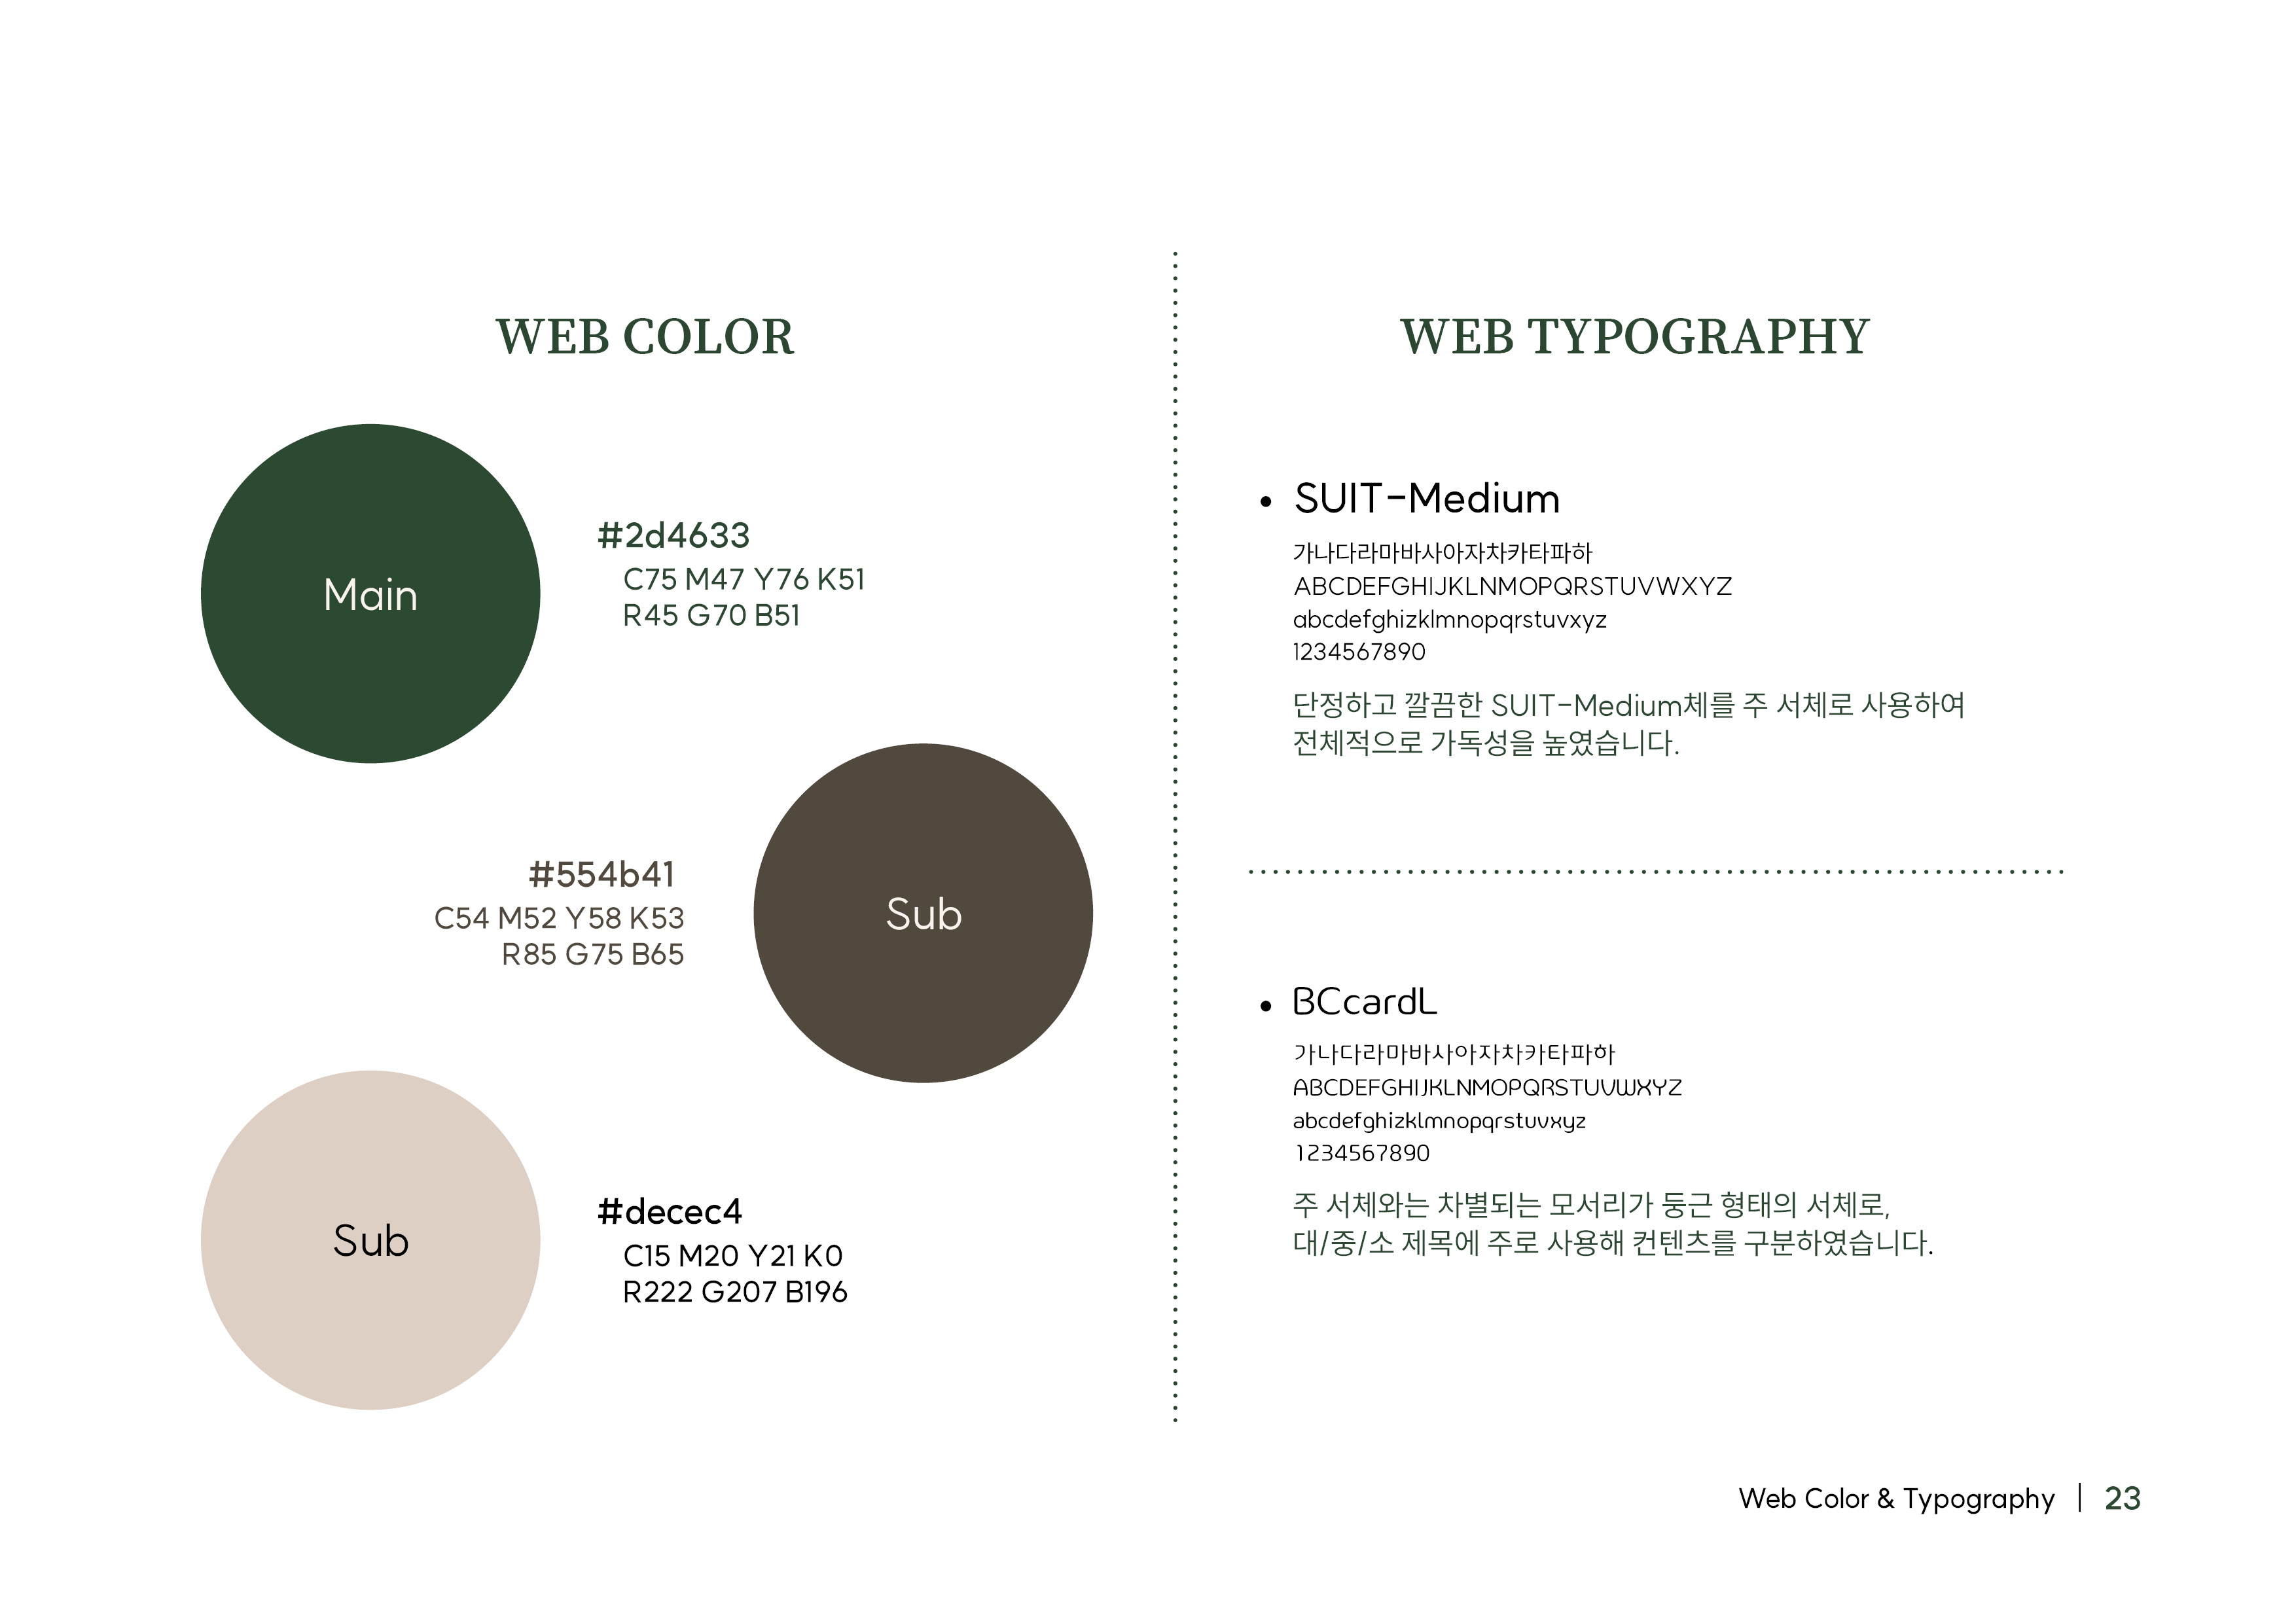 WEB COLOR
Main
#2d4633
C75 M47 Y76 K51
R45 G70 B51
#554b41
C54 M52 Y58 K53
R85 G75 B65
Sub
Sub
#decec4
C15 M20 Y21 K0
R222 G207 B196
WEB TYPOGRAPHY
• SUIT-Medium
가나다라마바사아자차카타파하
ABCDEFGHIJKLNMOPQRSTUVWXYZ
abcdefghizklmnopqrstuvxyz
1234567890
단정하고 깔끔한 SUIT-Medium체를 주 서체로 사용하여
전체적으로 가독성을 높였습니다.
• BCcardL
가나다라마바사아자차카타파하
ABCDEFGHIJKLNMOPQRSTUVWXYZ
abcdefghizklmnopqrstuvxyz
1234567890
주 서체와는 차별되는 모서리가 둥근 형태의 서체로,
대/중/소 제목에 주로 사용해 컨텐츠를 구분하였습니다.
Web Color & Typography | 23